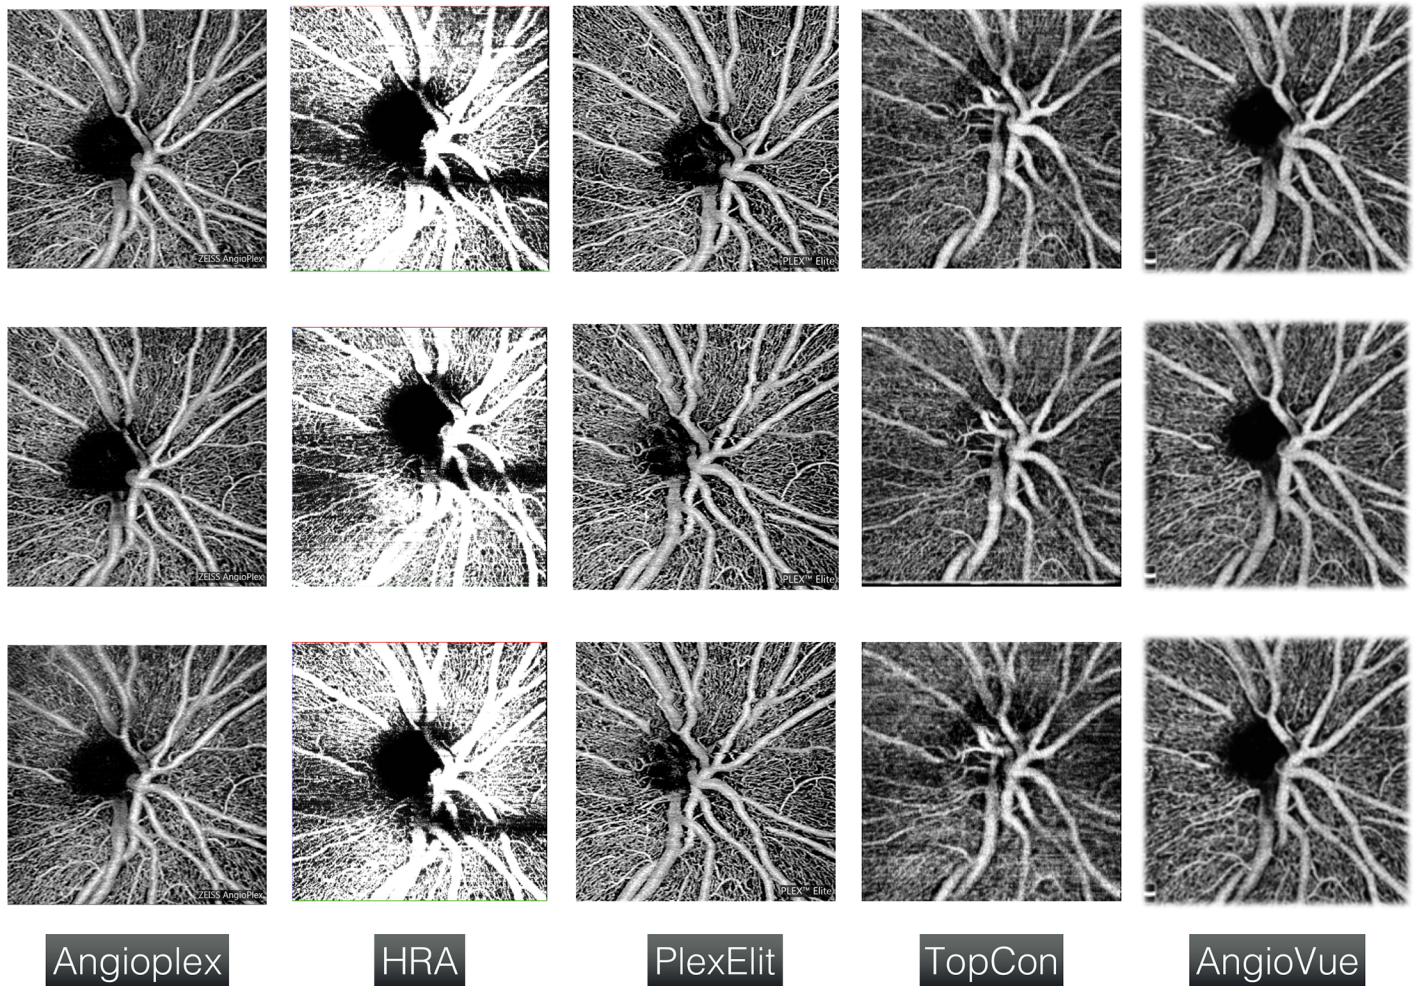 ZEISS AngioPlex
PLEX™ Elite
ZEISS AngioPlex
PLEX™ Elite
ZEISS AngioPlex
PLEX™ Elite
Angioplex
HRA
PlexElit
TopCon
AngioVue